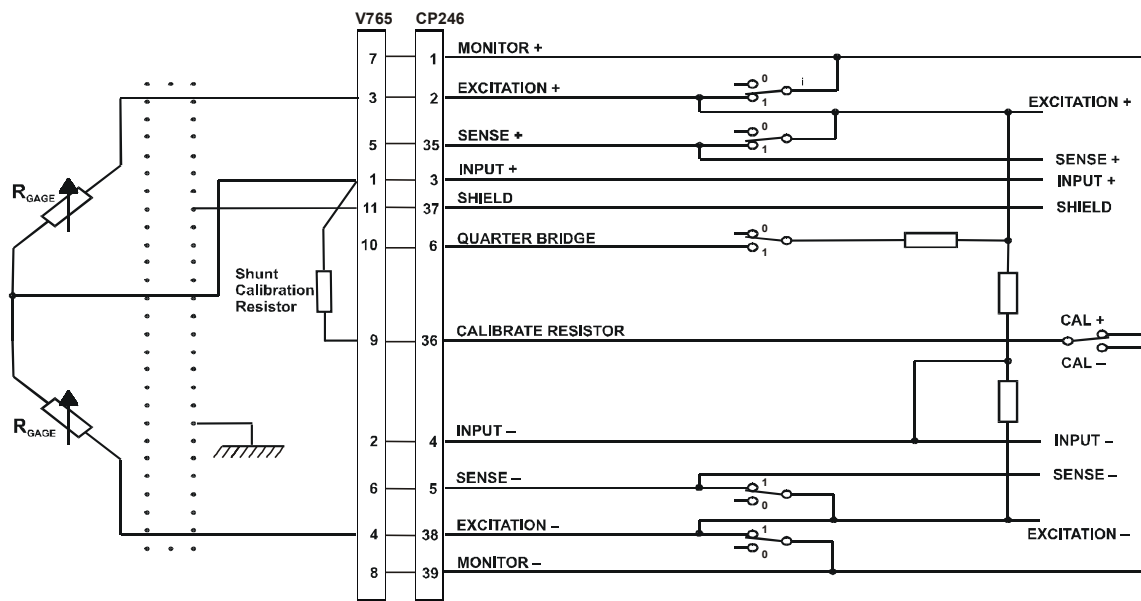 V765 CP246
7 1 MONITOR +
0
i
1
3 2 EXCITATION +
EXCITATION +
0
1
5 35 SENSE +
SENSE +
1 3 INPUT +
INPUT +
R GAGE
11 37 SHIELD
SHIELD
0
1
10 6 QUARTER BRIDGE
Shunt
Calibration
Resistor
9 36 CALIBRATE RESISTOR
CAL +
CAL –
R GAGE
2 4 INPUT –
INPUT –
6 5 SENSE –
SENSE –
1
0
4 38 EXCITATION –
EXCITATION –
1
0
8 39 MONITOR –